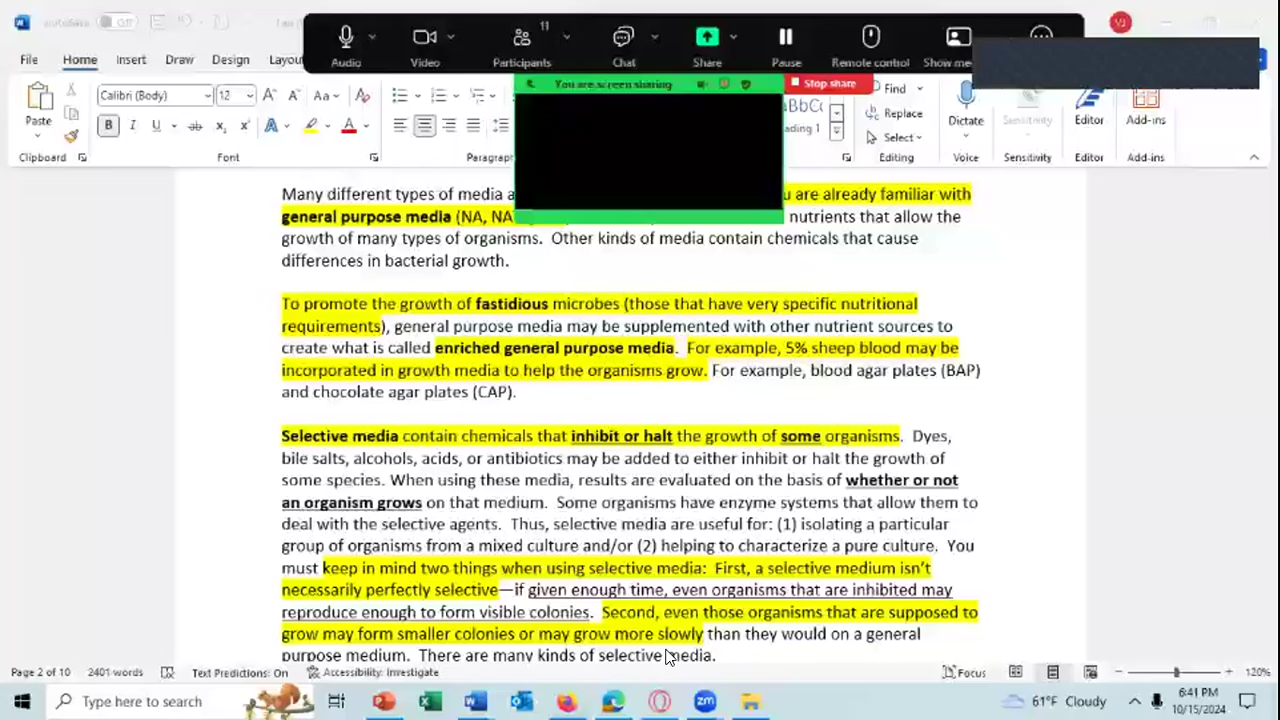 AutoSave Off
VJ
11
Audio Video Participants Chat Share Pause Remote control
You are screen sharing Stop share
File Home Insert Draw Design
Calibri (Body) 12 Aa
Paste
B I U ab x₂ x² A A
Find
Replace
Select
Dictate Sensitivity Editor Add-ins
Clipboard Font Editing Voice Sensitivity Editor Add-ins
Many different types of media
are already familiar with
general purpose media (NA, NA
nutrients that allow the
growth of many types of organisms. Other kinds of media contain chemicals that cause
differences in bacterial growth.
To promote the growth of fastidious microbes (those that have very specific nutritional
requirements), general purpose media may be supplemented with other nutrient sources to
create what is called enriched general purpose media. For example, 5% sheep blood may be
incorporated in growth media to help the organisms grow. For example, blood agar plates (BAP)
and chocolate agar plates (CAP).
Selective media contain chemicals that inhibit or halt the growth of some organisms. Dyes,
bile salts, alcohols, acids, or antibiotics may be added to either inhibit or halt the growth of
some species. When using these media, results are evaluated on the basis of whether or not
an organism grows on that medium. Some organisms have enzyme systems that allow them to
deal with the selective agents. Thus, selective media are useful for: (1) isolating a particular
group of organisms from a mixed culture and/or (2) helping to characterize a pure culture. You
must keep in mind two things when using selective media: First, a selective medium isn't
necessarily perfectly selective—if given enough time, even organisms that are inhibited may
reproduce enough to form visible colonies. Second, even those organisms that are supposed to
grow may form smaller colonies or may grow more slowly than they would on a general
purpose medium. There are many kinds of selective media.
Page 2 of 10 2401 words Text Predictions: On Accessibility: Investigate Focus 120%
Type here to search 61°F Cloudy 6:41 PM
10/15/2024